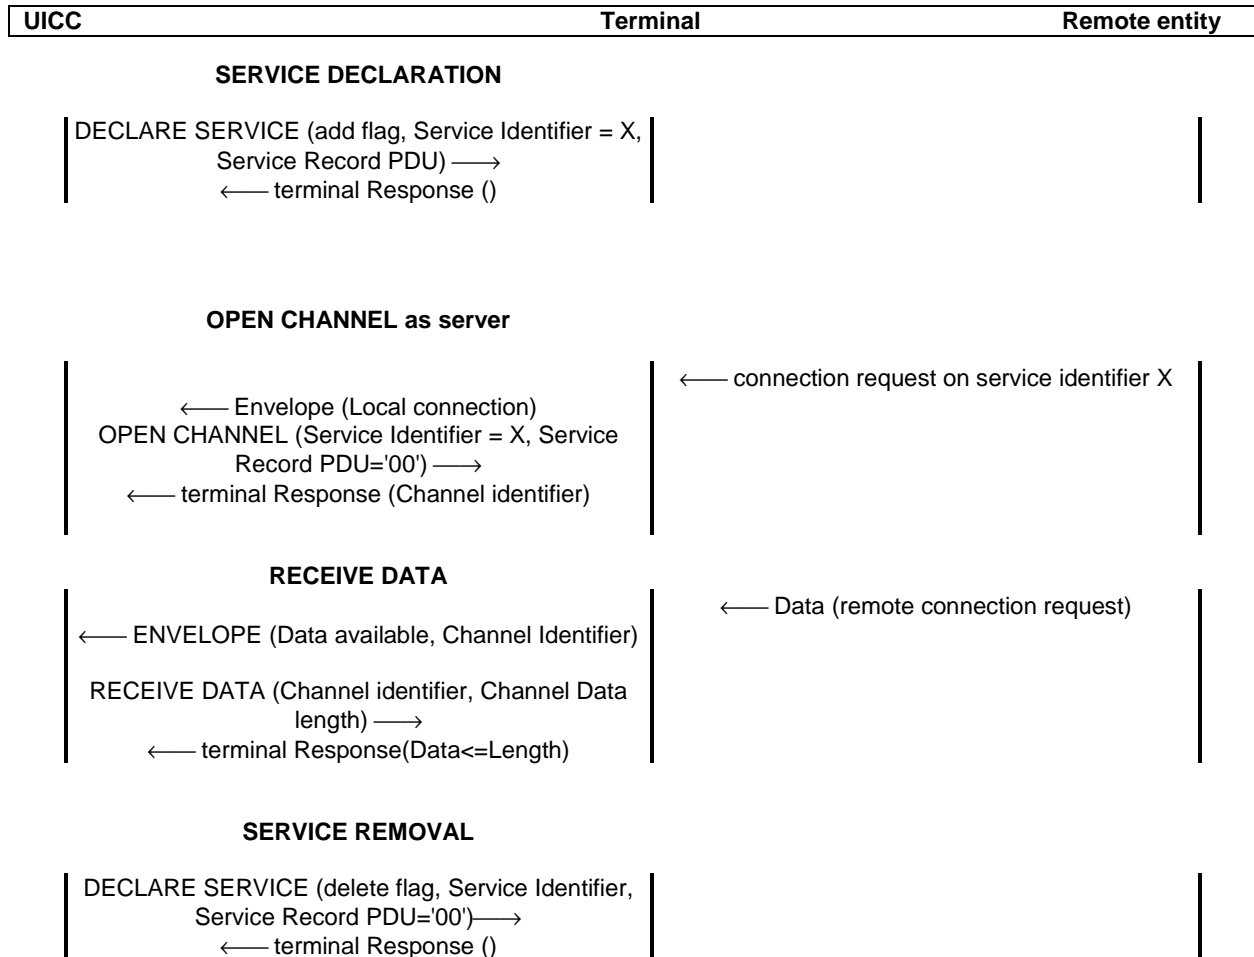 UICC Terminal Remote entity
SERVICE DECLARATION
DECLARE SERVICE (add flag, Service Identifier = X,
Service Record PDU) ⟶
⟵ terminal Response ()
OPEN CHANNEL as server
⟵ connection request on service identifier X
⟵ Envelope (Local connection)
OPEN CHANNEL (Service Identifier = X, Service
Record PDU='00') ⟶
⟵ terminal Response (Channel identifier)
RECEIVE DATA
⟵ Data (remote connection request)
⟵ ENVELOPE (Data available, Channel Identifier)
RECEIVE DATA (Channel identifier, Channel Data
length) ⟶
⟵ terminal Response(Data<=Length)
SERVICE REMOVAL
DECLARE SERVICE (delete flag, Service Identifier,
Service Record PDU='00')⟶
⟵ terminal Response ()